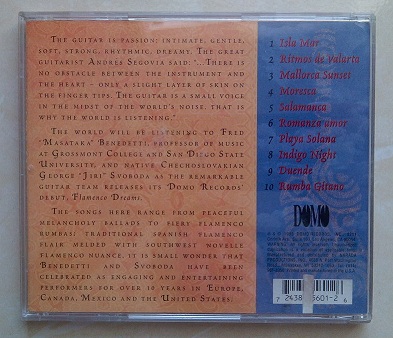 The guitar is passion; intimate, gentle,
soft, strong, rhythmic, dreamy. The great
guitarist Andres Segovia said: "...There is
no obstacle between the instrument and
the heart - only a slight layer of skin on
the finger tips. The guitar is a small voice
in the midst of the world's noise. That is
why the world is listening."
The world will be listening to Fred
"Masataka" Benedetti, professor of music
at Grossmont College and San Diego State
University, and native Czechoslovakian
George "Jiri" Svoboda as the remarkable
guitar team releases its Domo Records'
debut, Flamenco Dreams.
The songs here range from peaceful
melancholy ballads to fiery flamenco
rumbas; traditional Spanish flamenco
flair melded with southwest novelle
flamenco nuance. It is small wonder that
Benedetti and Svoboda have been
celebrated as engaging and entertaining
performers for over 10 years in Europe,
Canada, Mexico and the United States.
1 Isla Mar
2 Ritmos de Valarta
3 Mallorca Sunset
4 Moresca
5 Salamanca
6 Romanza amor
7 Playa Solana
8 Indigo Night
9 Duende
10 Rumba Gitano
DOMO